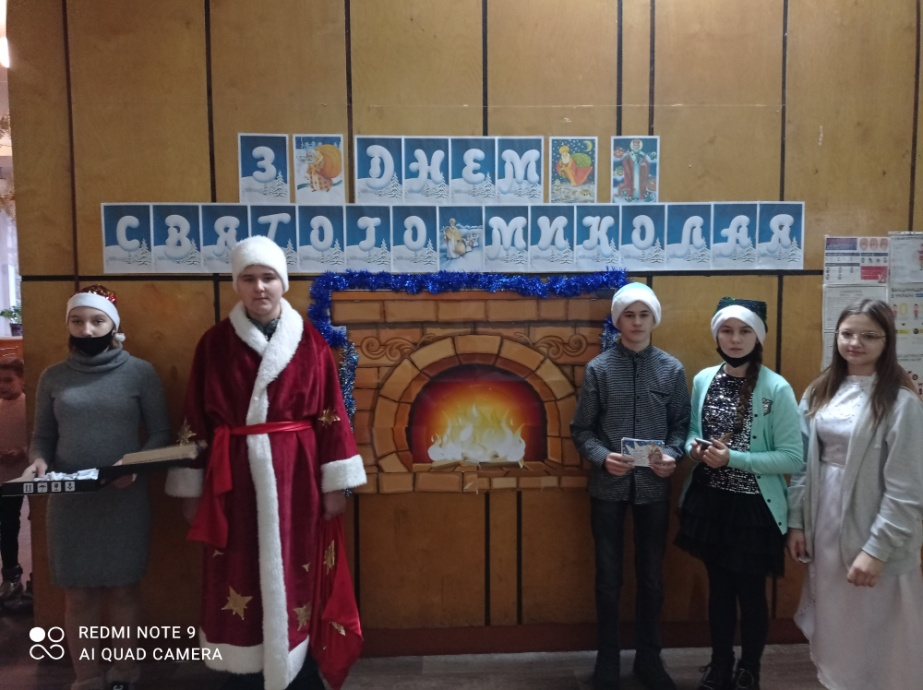 З ДНЕМ
СВЯТОГО МИКОЛАЯ
REDMI NOTE 9
AI QUAD CAMERA